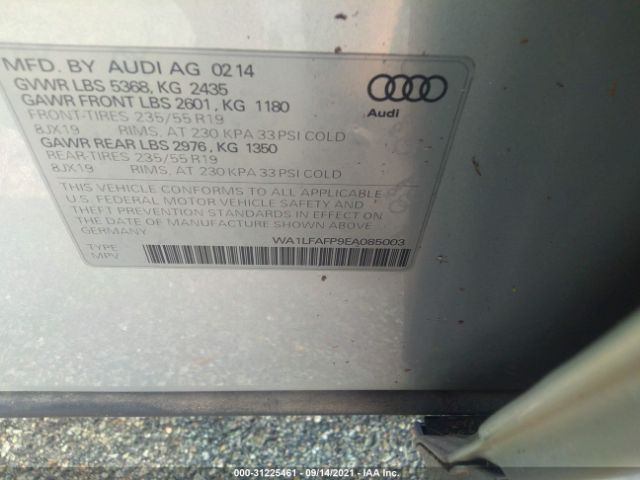 MFD. BY AUDI AG 02 14
GVWR LBS 5368, KG 2435
GAWR FRONT LBS 2601, KG 1180
FRONT-TIRES 235/55 R19
8JX19 RIMS, AT 230 KPA 33 PSI COLD
GAWR REAR LBS 2976, KG 1350
REAR-TIRES 235/55 R19
8JX19 RIMS, AT 230 KPA 33 PSI COLD
THIS VEHICLE CONFORMS TO ALL APPLICABLE
U.S. FEDERAL MOTOR VEHICLE SAFETY AND
THEFT PREVENTION STANDARDS IN EFFECT ON
THE DATE OF MANUFACTURE SHOWN ABOVE
GERMANY
WA1LFAFP9EA085003
TYPE:
MPV
Audi
000-31225461 - 09/14/2021 - IAA Inc.